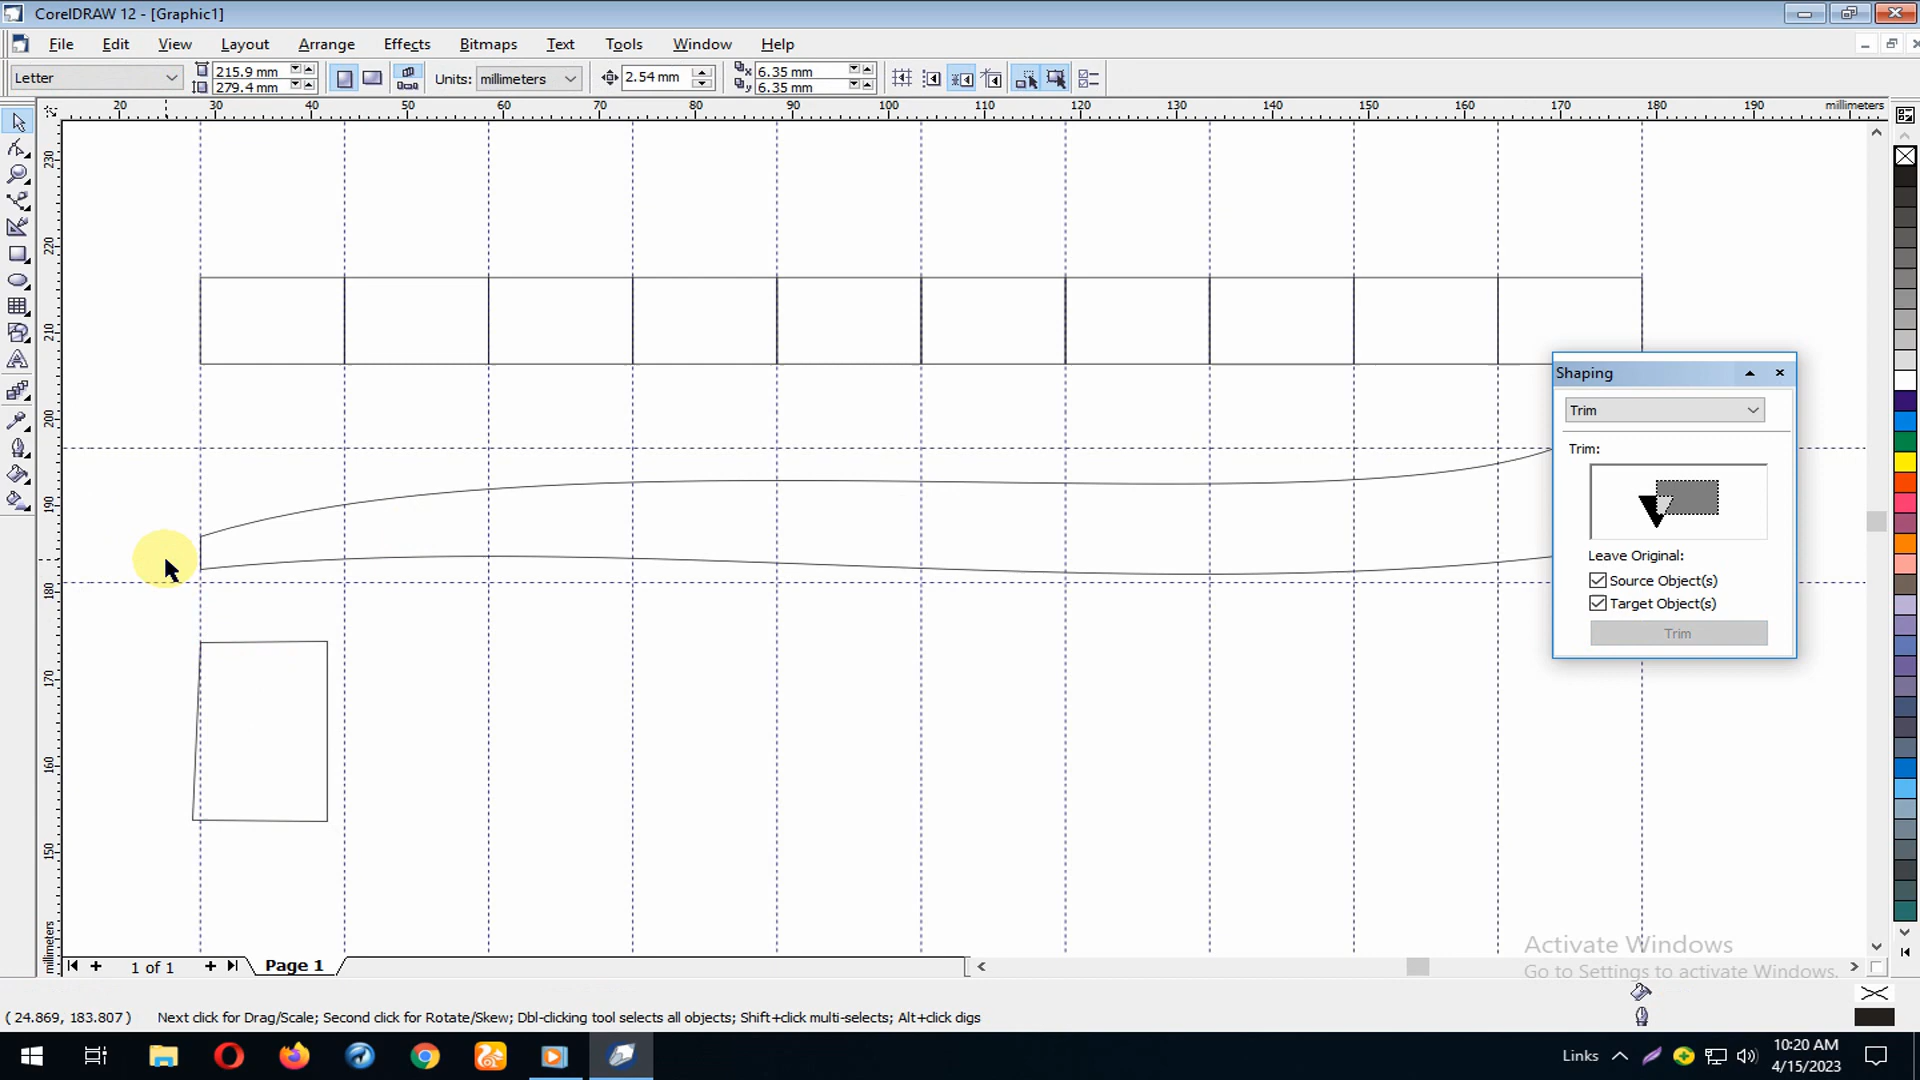 CorelDRAW 12 - [Graphic1]
File Edit View Layout Arrange Effects Bitmaps Text Tools Window Help
Letter 215.9 mm 279.4 mm Units: millimeters 2.54 mm 6.35 mm 6.35 mm
20 30 40 50 60 70 80 90 100 110 120 130 140 150 160 170 180 190 millimeters
230
220
210
200
190
180
170
160
150
millimeters
Shaping
Trim
Trim:
Leave Original:
Source Object(s)
Target Object(s)
Trim
Activate Windows
Go to Settings to activate Windows.
1 of 1 Page 1
( 24.869, 183.807 ) Next click for Drag/Scale; Second click for Rotate/Skew; Dbl-clicking tool selects all objects; Shift+click multi-selects; Alt+click digs
Links 10:20 AM
4/15/2023